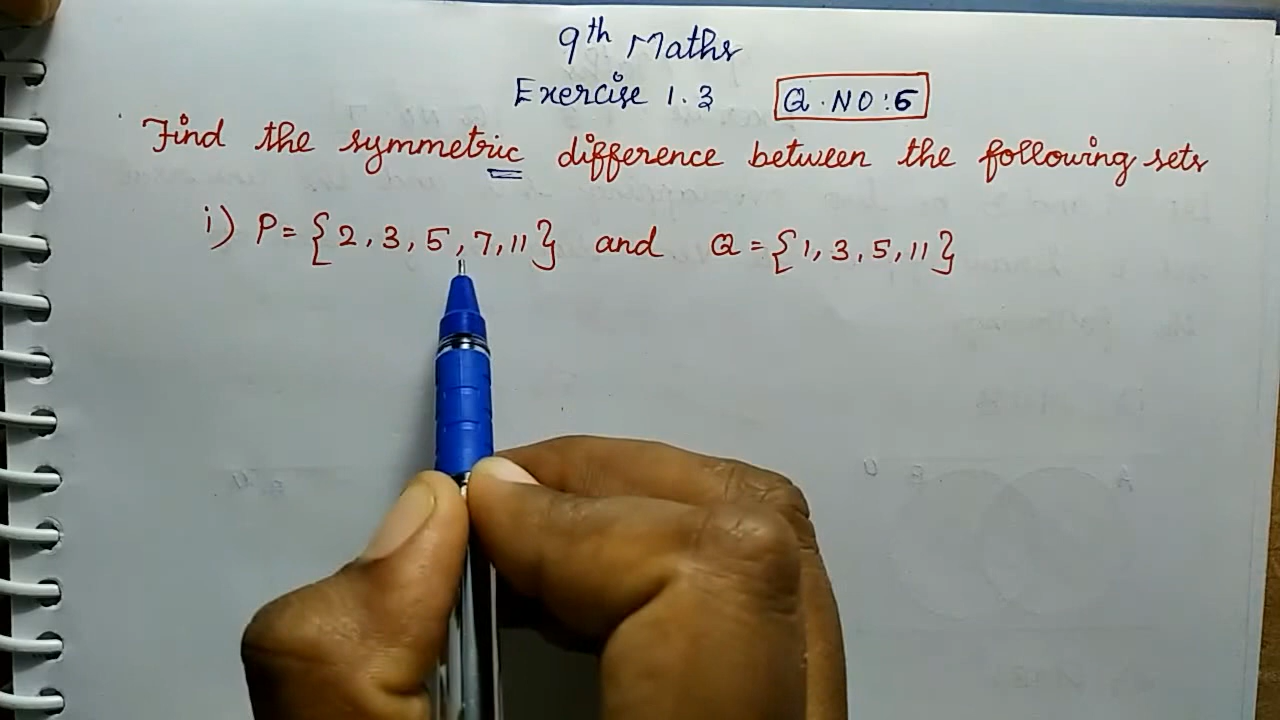 9th Maths
Exercise 1.3 Q.NO:6
Find the symmetric difference between the following sets
i) P = {2, 3, 5, 7, 11} and Q = {1, 3, 5, 11}